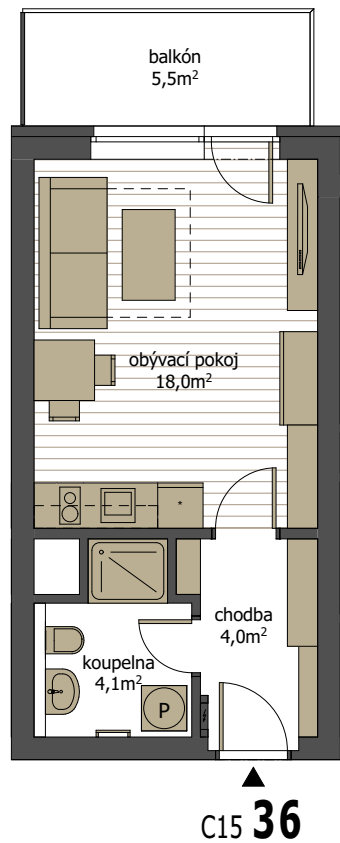 balkón
5,5m²
obývací pokoj
18,0m²
*
chodba
4,0m²
koupelna
4,1m²
P
C15 36